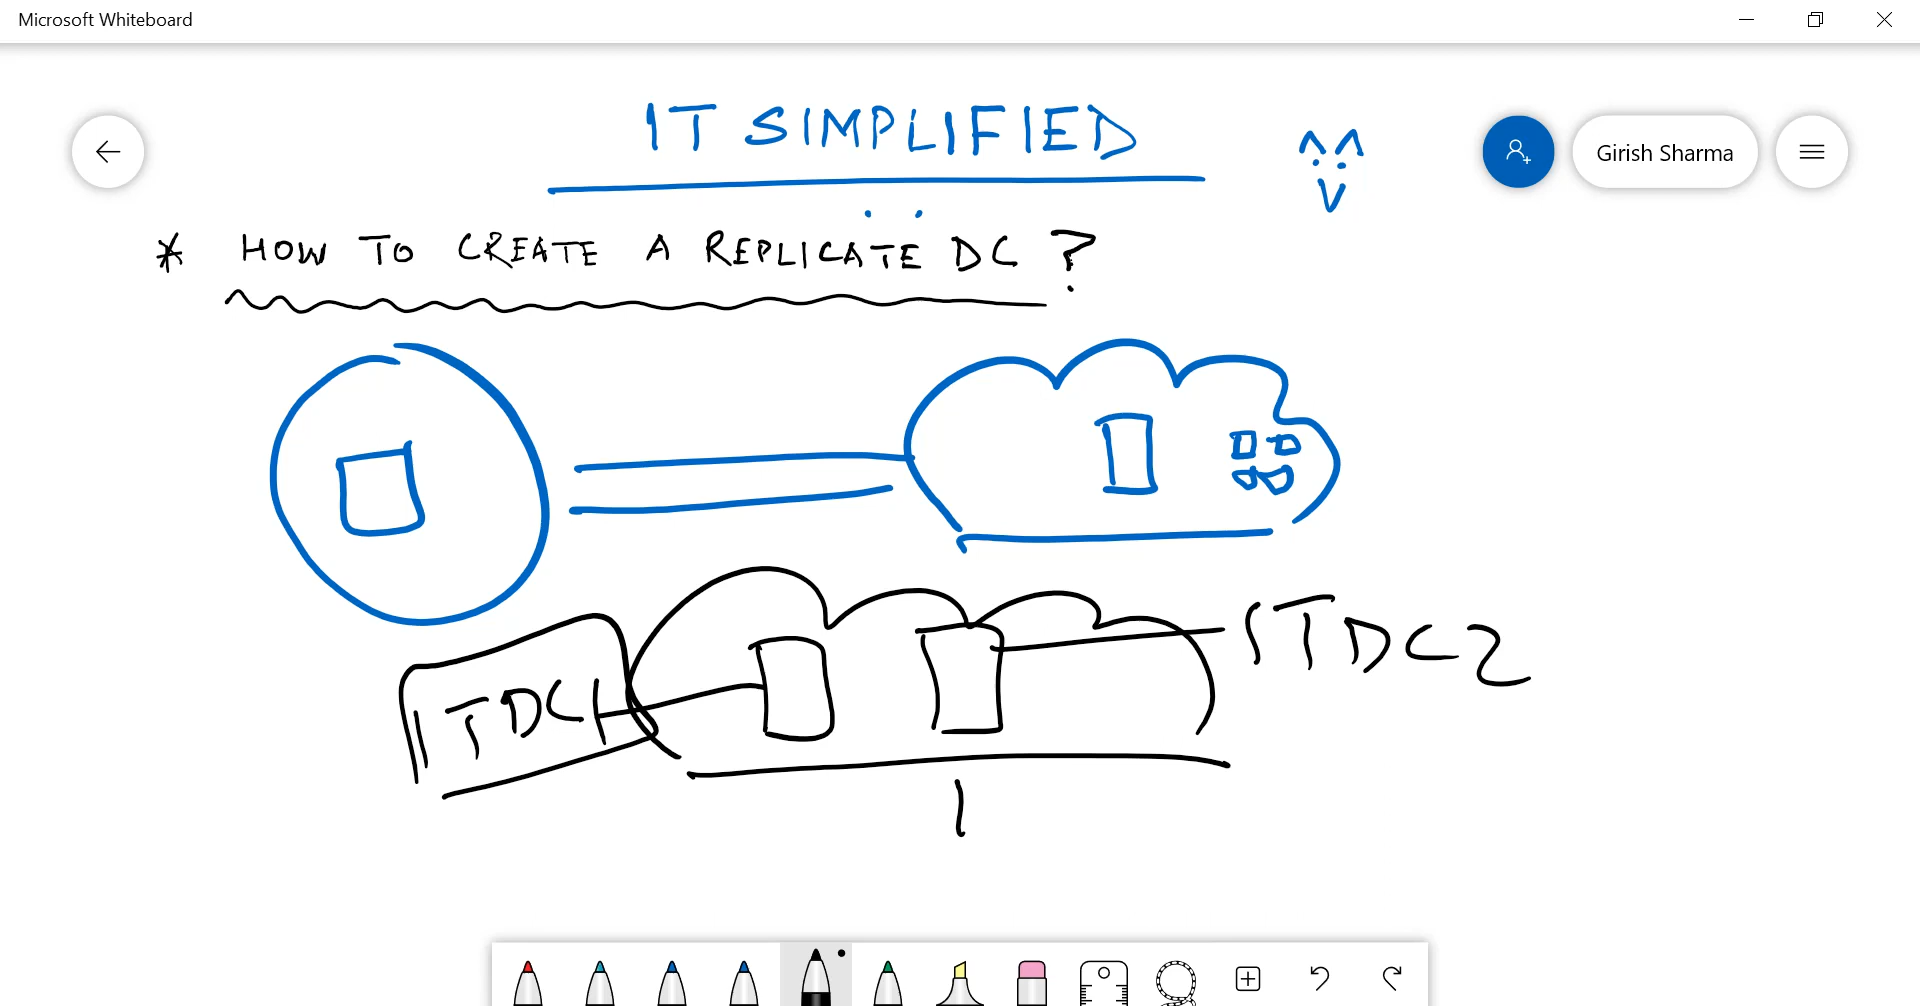 Microsoft Whiteboard
IT SIMPLIFIED
Girish Sharma
* HOW TO CREATE A REPLICATE DC ?
ITDC1
ITDC2